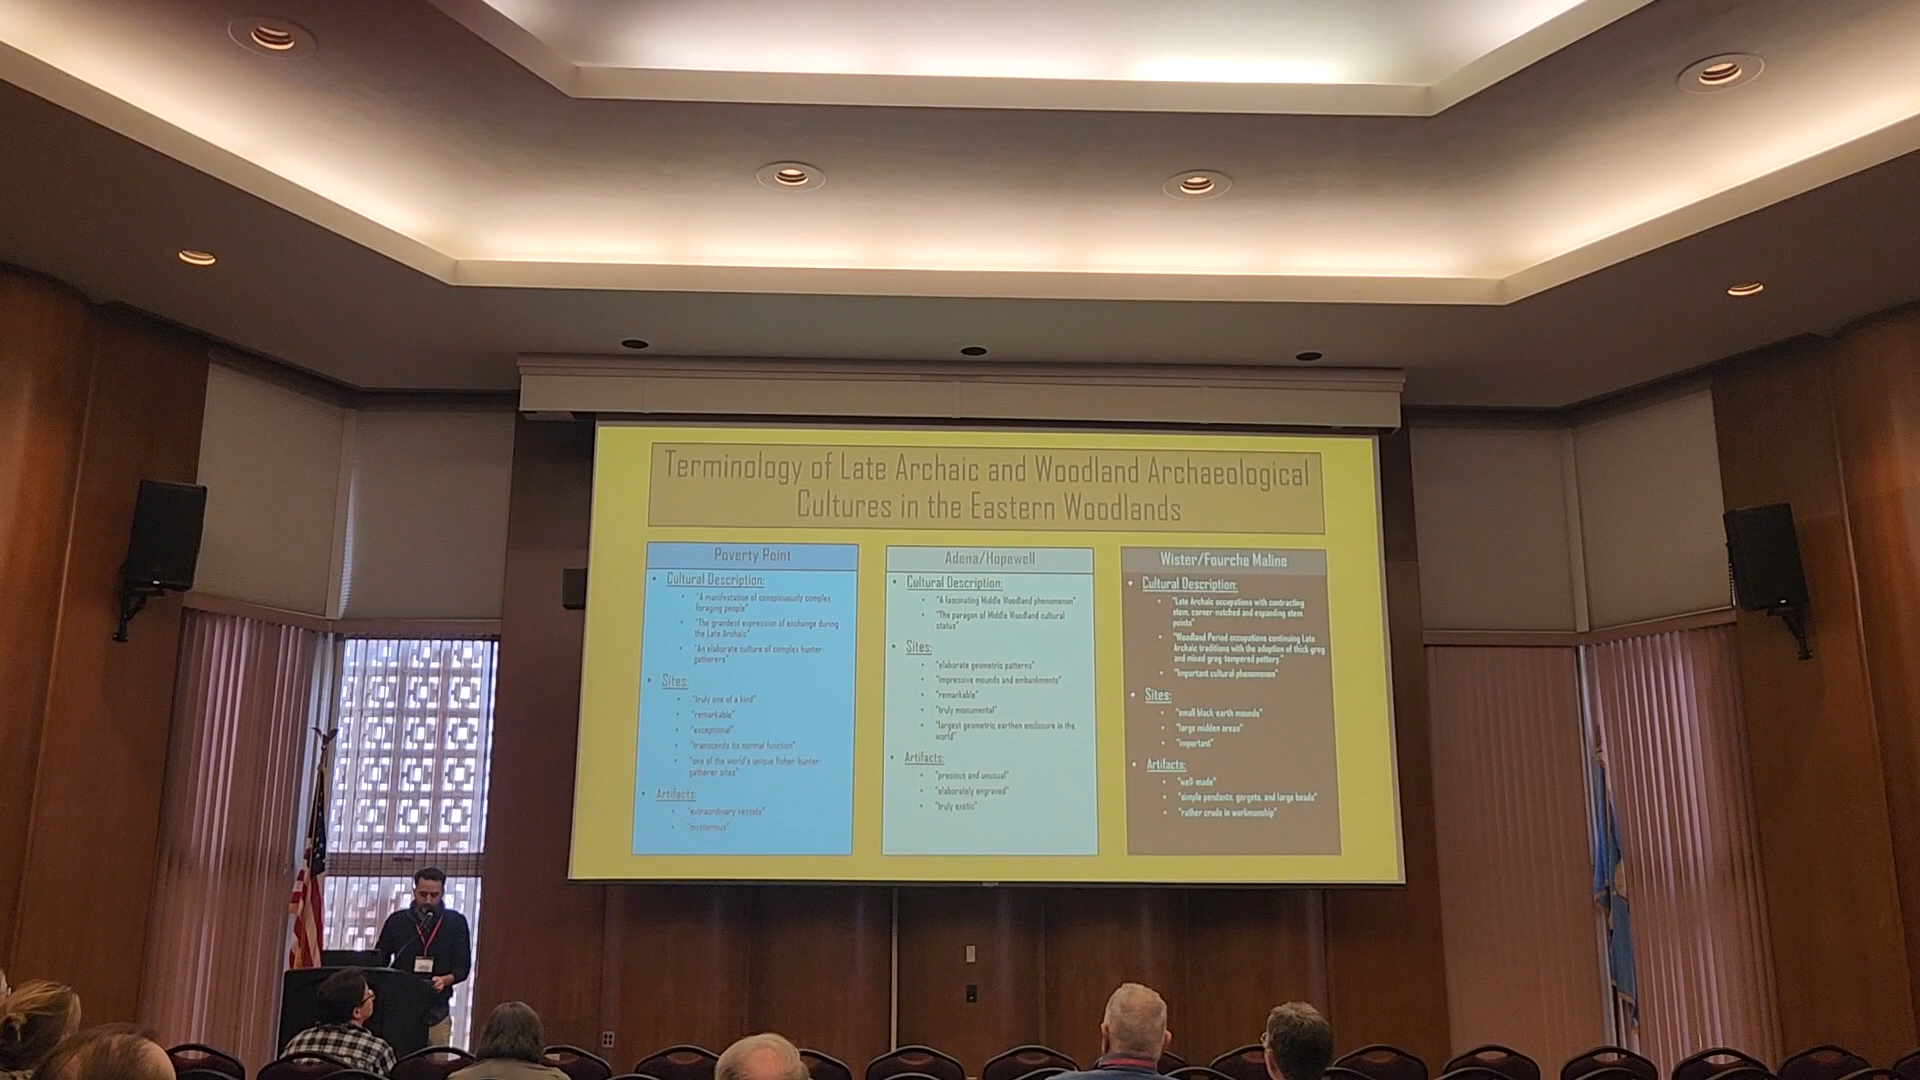 Terminology of Late Archaic and Woodland Archaeological
Cultures in the Eastern Woodlands
Poverty Point
Cultural Description:
"A manifestation of conspicuously complex
foraging people"
"The grandest expression of exchange during
the Late Archaic"
"An elaborate culture of complex hunter-
gatherers"
Sites:
"truly one of a kind"
"remarkable"
"exceptional"
"transcends its normal function"
"one of the world's unique fisher-hunter-
gatherer sites"
Artifacts:
"extraordinary vessels"
"mysterious"
Adena/Hopewell
Cultural Description:
"A fascinating Middle Woodland phenomenon"
"The paragon of Middle Woodland cultural
status"
Sites:
"elaborate geometric patterns"
"impressive mounds and embankments"
"remarkable"
"truly monumental"
"largest geometric earthen enclosure in the
world"
Artifacts:
"precious and unusual"
"elaborately engraved"
"truly exotic"
Wister/Fourche Maline
Cultural Description:
"Late Archaic occupations with contracting
stem, corner-notched and expanding stem
points"
"Woodland Period occupations continuing Late
Archaic traditions with the adoption of thick grog
and mixed grog-tempered pottery"
"Important cultural phenomenon"
Sites:
"small black-earth mounds"
"large midden areas"
"important"
Artifacts:
"well-made"
"simple pendants, gorgets, and large beads"
"rather crude in workmanship"